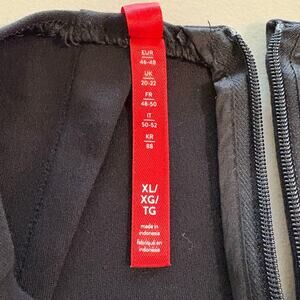 EUR
46-48
UK
20-22
FR
48-50
IT
50-52
KR
88
XL/
XG/
TG
made in
indonesia
fabriqué en
indonésie